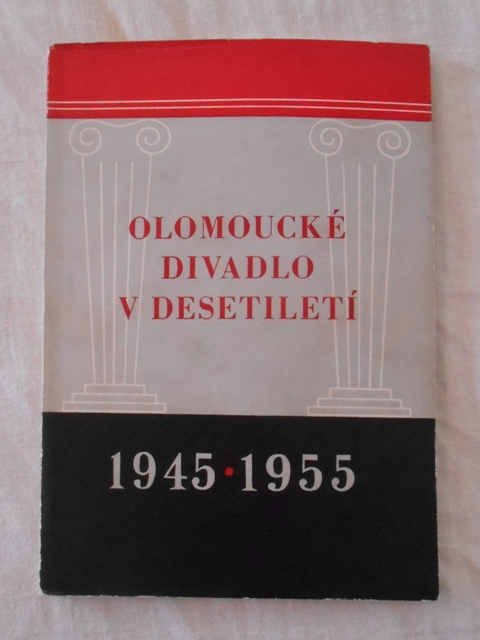 OLOMOUCKÉ
DIVADLO
V DESETILETÍ
1945 · 1955